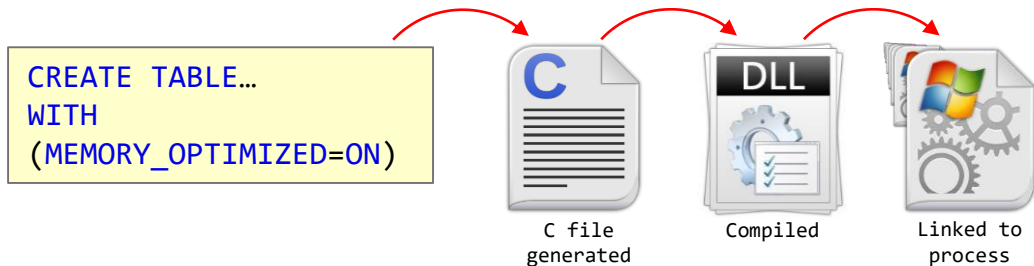 CREATE TABLE…
WITH
(MEMORY_OPTIMIZED=ON)
C
DLL
C file
generated
Compiled
Linked to
process